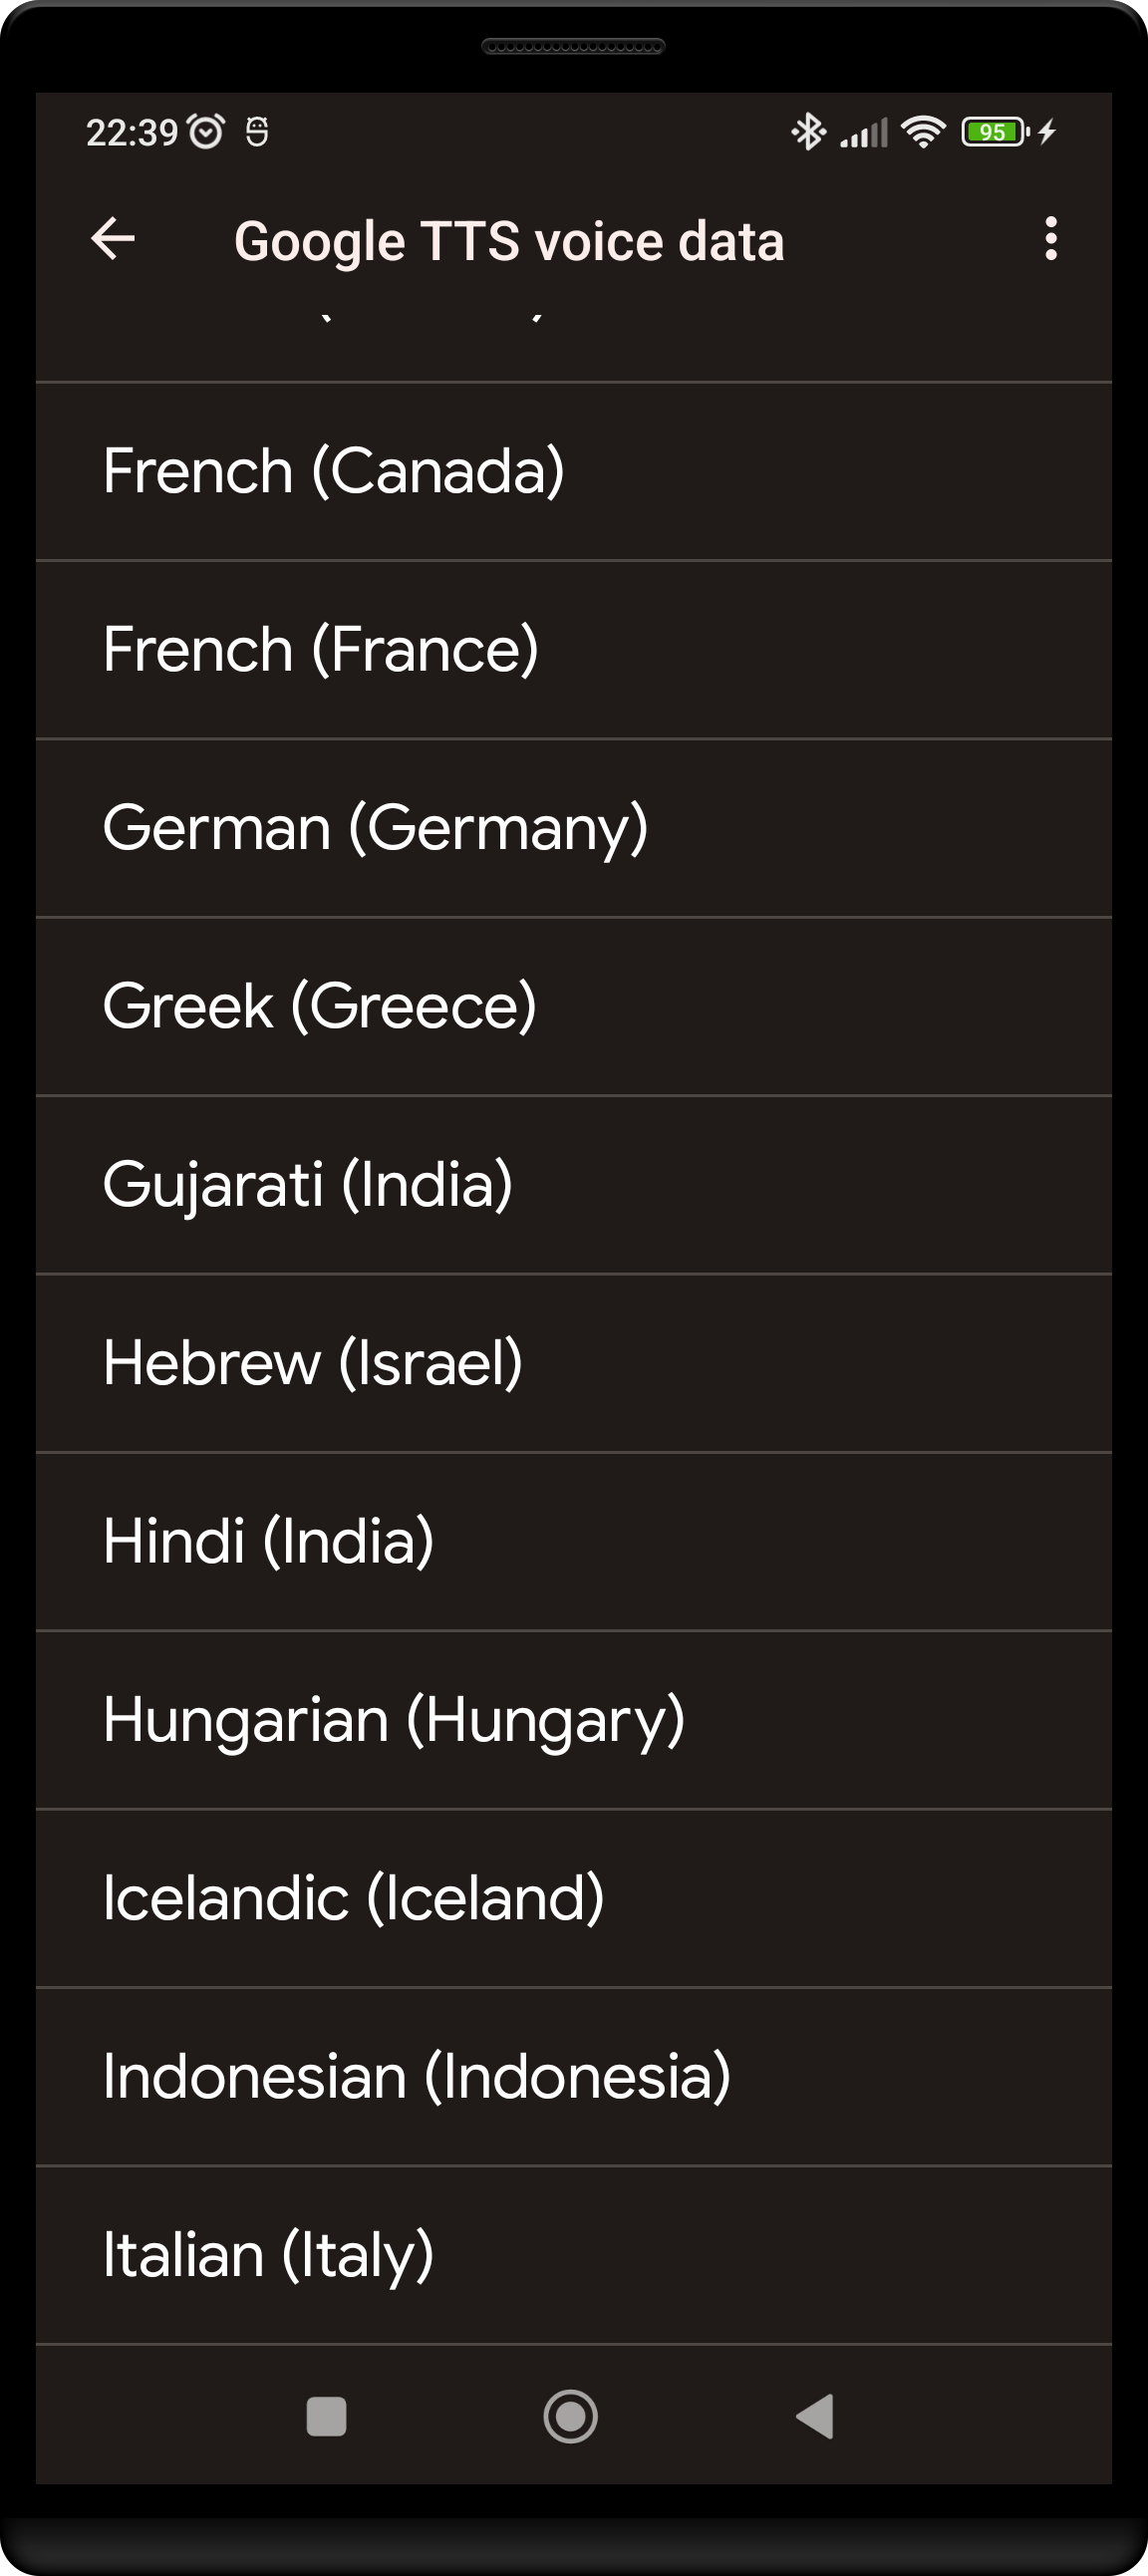 22:39
95
Google TTS voice data
French (Canada)
French (France)
German (Germany)
Greek (Greece)
Gujarati (India)
Hebrew (Israel)
Hindi (India)
Hungarian (Hungary)
Icelandic (Iceland)
Indonesian (Indonesia)
Italian (Italy)